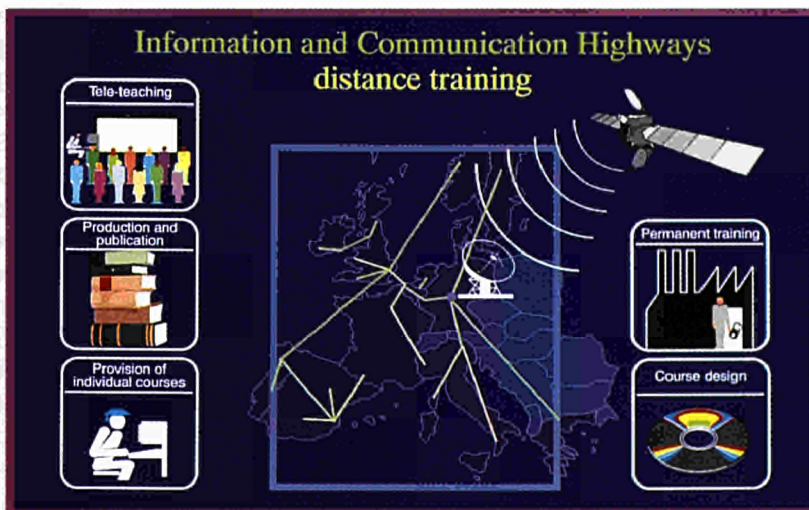 Information and Communication Highways
distance training
Tele-teaching
Production and
publication
Provision of
individual courses
Permanent training
Course design